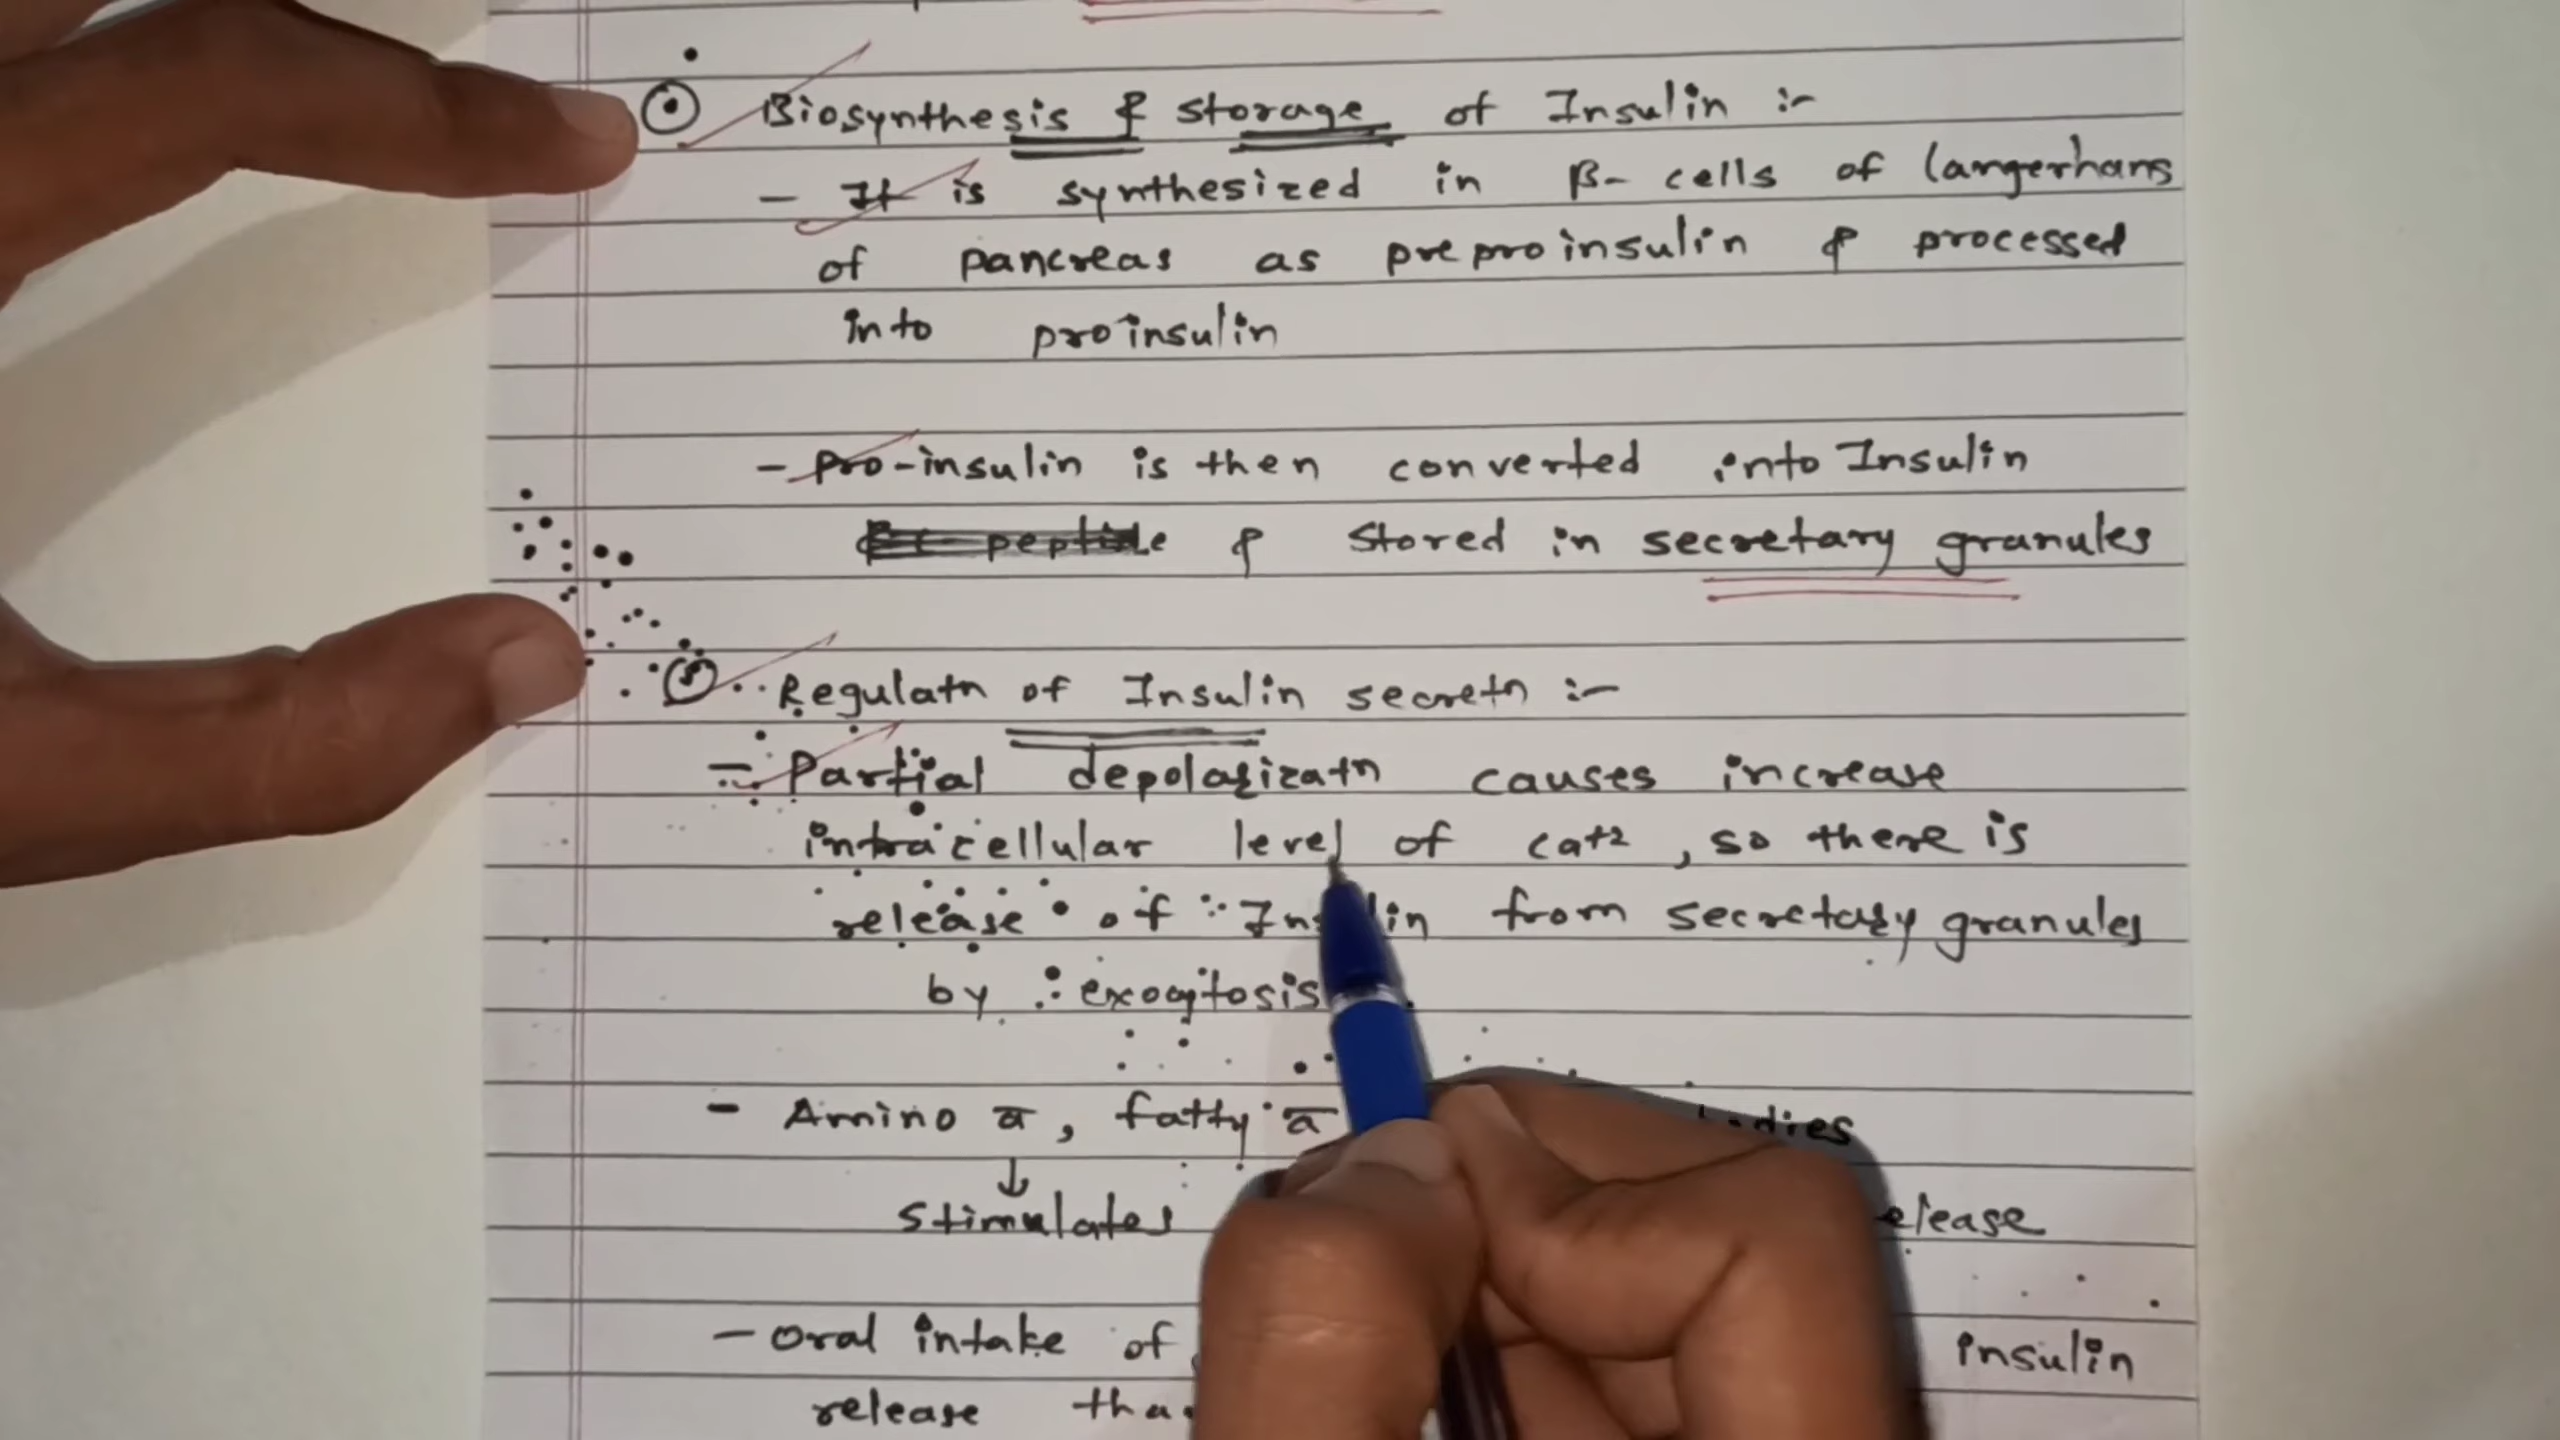 Biosynthesis & storage of Insulin :-
- It is synthesized in β- cells of Langerhans
of pancreas as preproinsulin & processed
into proinsulin
- Pro-insulin is then converted into Insulin
& stored in secretary granules
Regulatn of Insulin secretn :-
- Partial depolarizatn causes increase
intracellular level of ca+2 , so there is
release of Insulin from secretary granules
by exocytosis
- Amino a̅ , fatty a̅
↓
stimulates
- oral intake of insulin
release